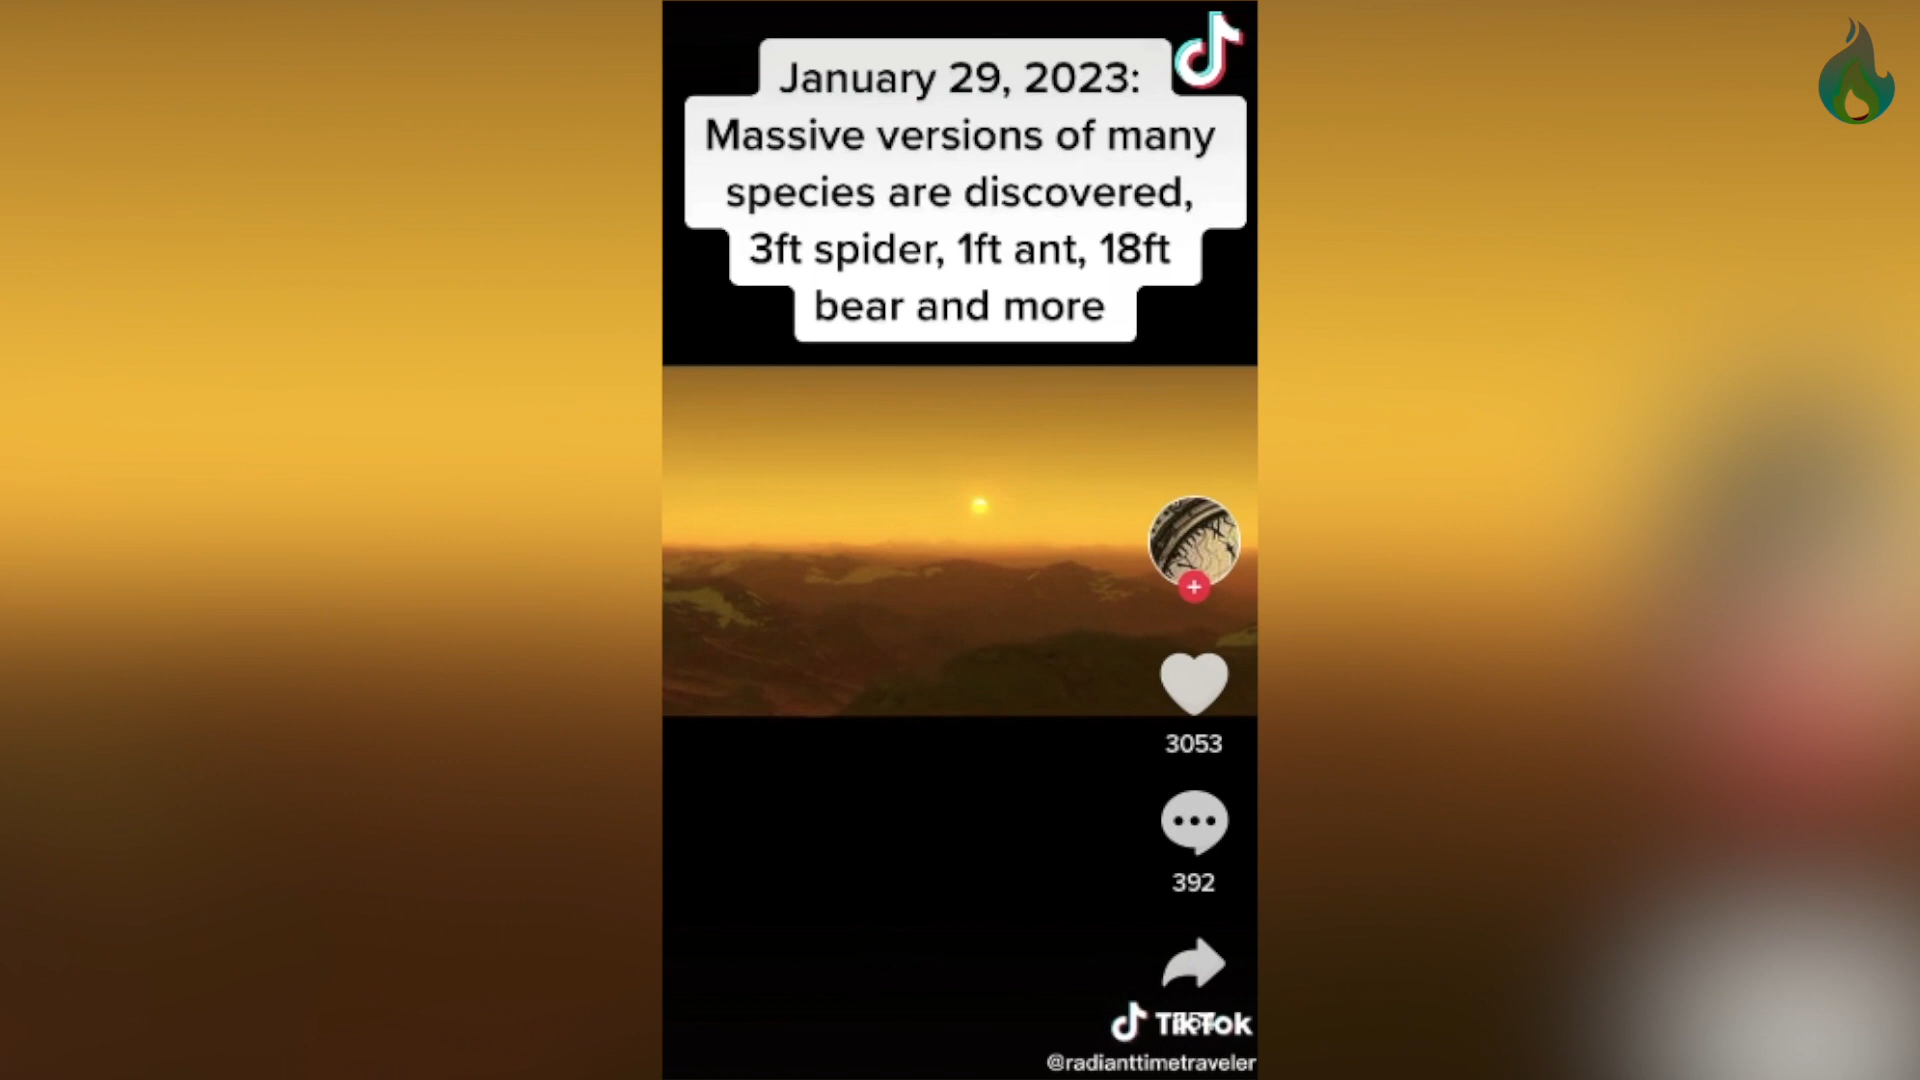 January 29, 2023:
Massive versions of many
species are discovered,
3ft spider, 1ft ant, 18ft
bear and more
3053
392
TikTok
@radianttimetraveler